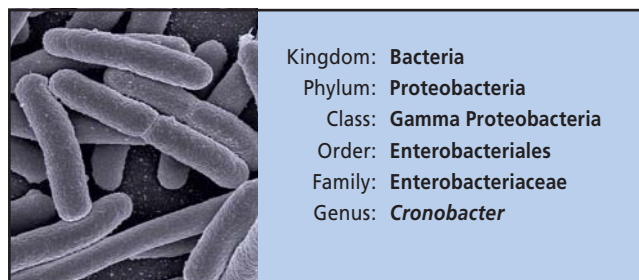 Kingdom: Bacteria
Phylum: Proteobacteria
Class: Gamma Proteobacteria
Order: Enterobacteriales
Family: Enterobacteriaceae
Genus: Cronobacter